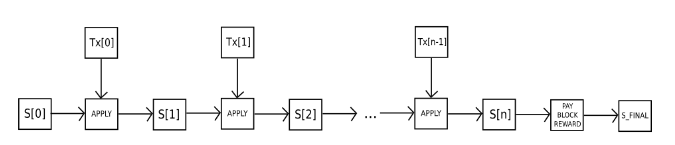 Tx[0]
Tx[1]
Tx[n-1]
S[0]
APPLY
S[1]
APPLY
S[2]
...
APPLY
S[n]
PAY
BLOCK
REWARD
S_FINAL